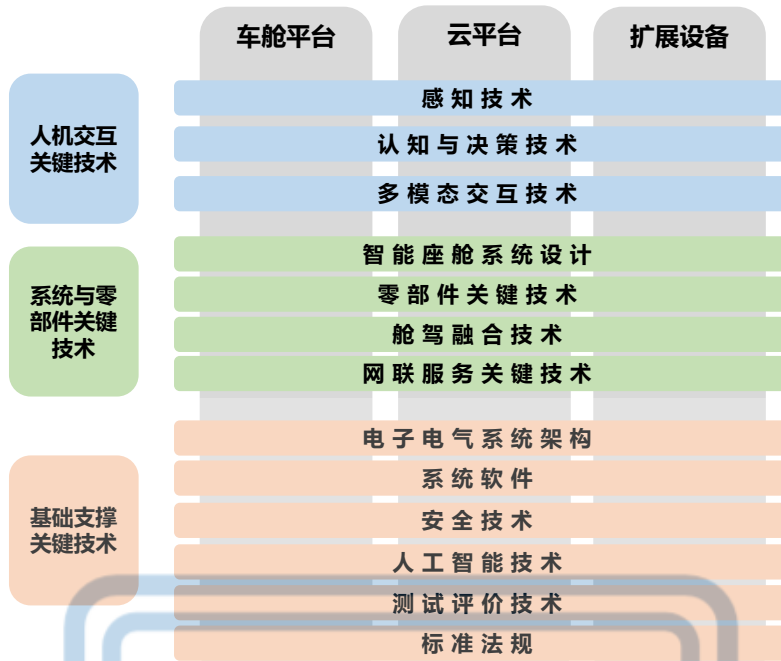 车舱平台
云平台
扩展设备
人机交互
关键技术
感知技术
认知与决策技术
多模态交互技术
系统与零
部件关键
技术
智能座舱系统设计
零部件关键技术
舱驾融合技术
网联服务关键技术
基础支撑
关键技术
电子电气系统架构
系统软件
安全技术
人工智能技术
测试评价技术
标准法规